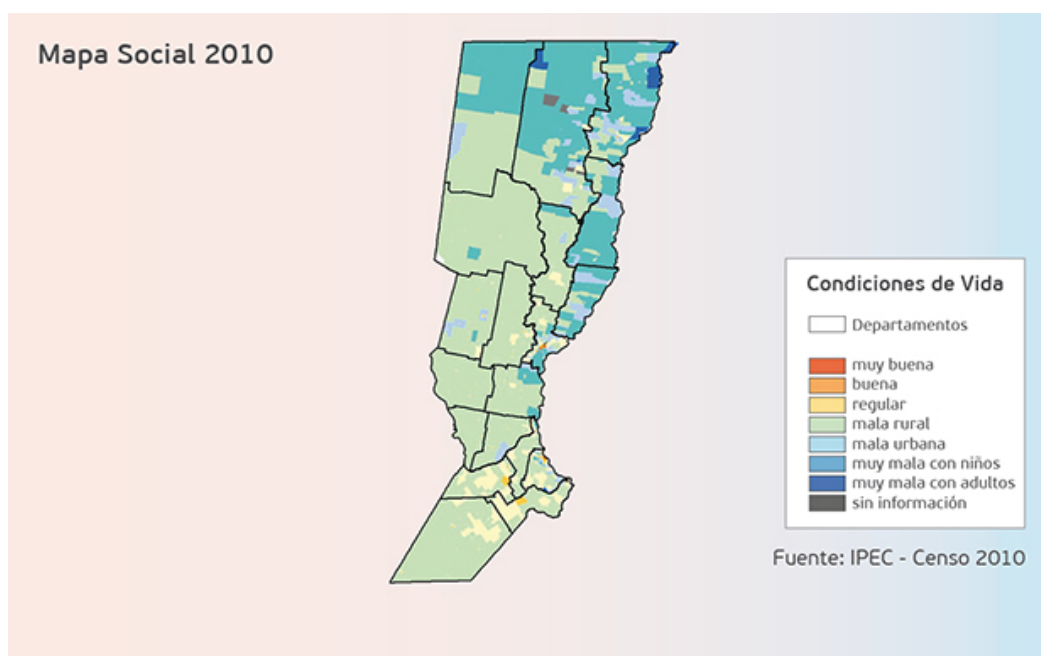 Mapa Social 2010
Condiciones de Vida
Departamentos
muy buena
buena
regular
mala rural
mala urbana
muy mala con niños
muy mala con adultos
sin información
Fuente: IPEC - Censo 2010